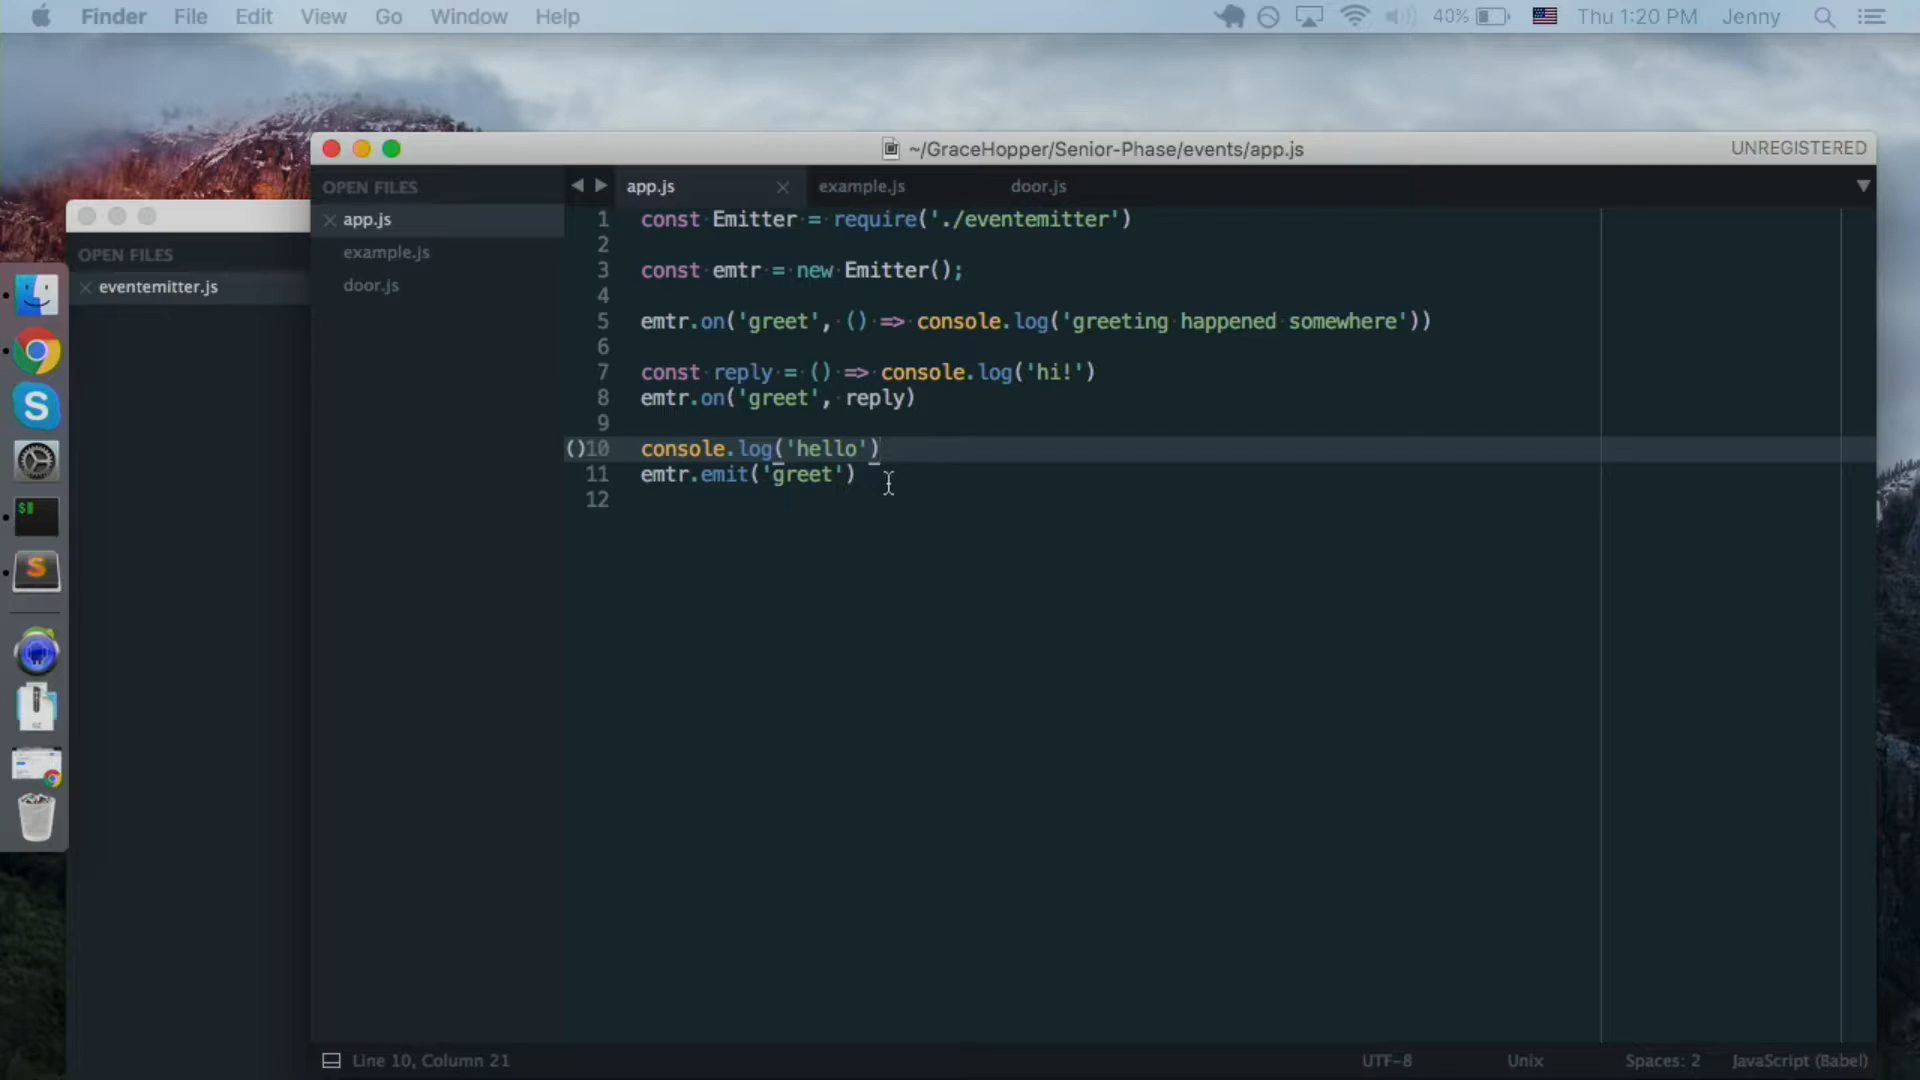 Finder File Edit View Go Window Help 40% Thu 1:20 PM Jenny
~/GraceHopper/Senior-Phase/events/app.js UNREGISTERED
OPEN FILES
app.js
example.js
door.js
OPEN FILES
eventemitter.js
app.js example.js door.js
1 const Emitter = require('./eventemitter')
2
3 const emtr = new Emitter();
4
5 emtr.on('greet', () => console.log('greeting happened somewhere'))
6
7 const reply = () => console.log('hi!')
8 emtr.on('greet', reply)
9
()10 console.log('hello')
11 emtr.emit('greet')
12
S
$
S
Line 10, Column 21 UTF-8 Unix Spaces: 2 JavaScript (Babel)